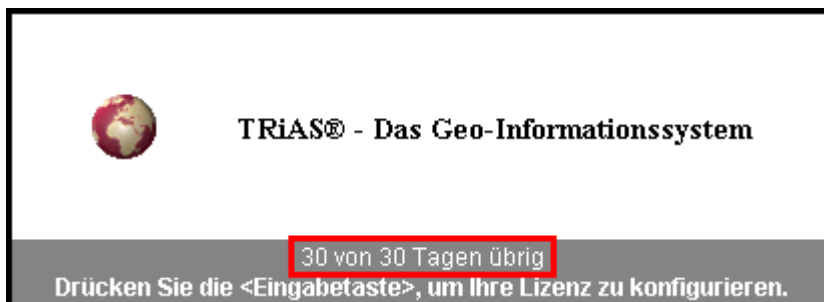 TRiAS® - Das Geo-Informationssystem
30 von 30 Tagen übrig
Drücken Sie die <Eingabetaste>, um Ihre Lizenz zu konfigurieren.